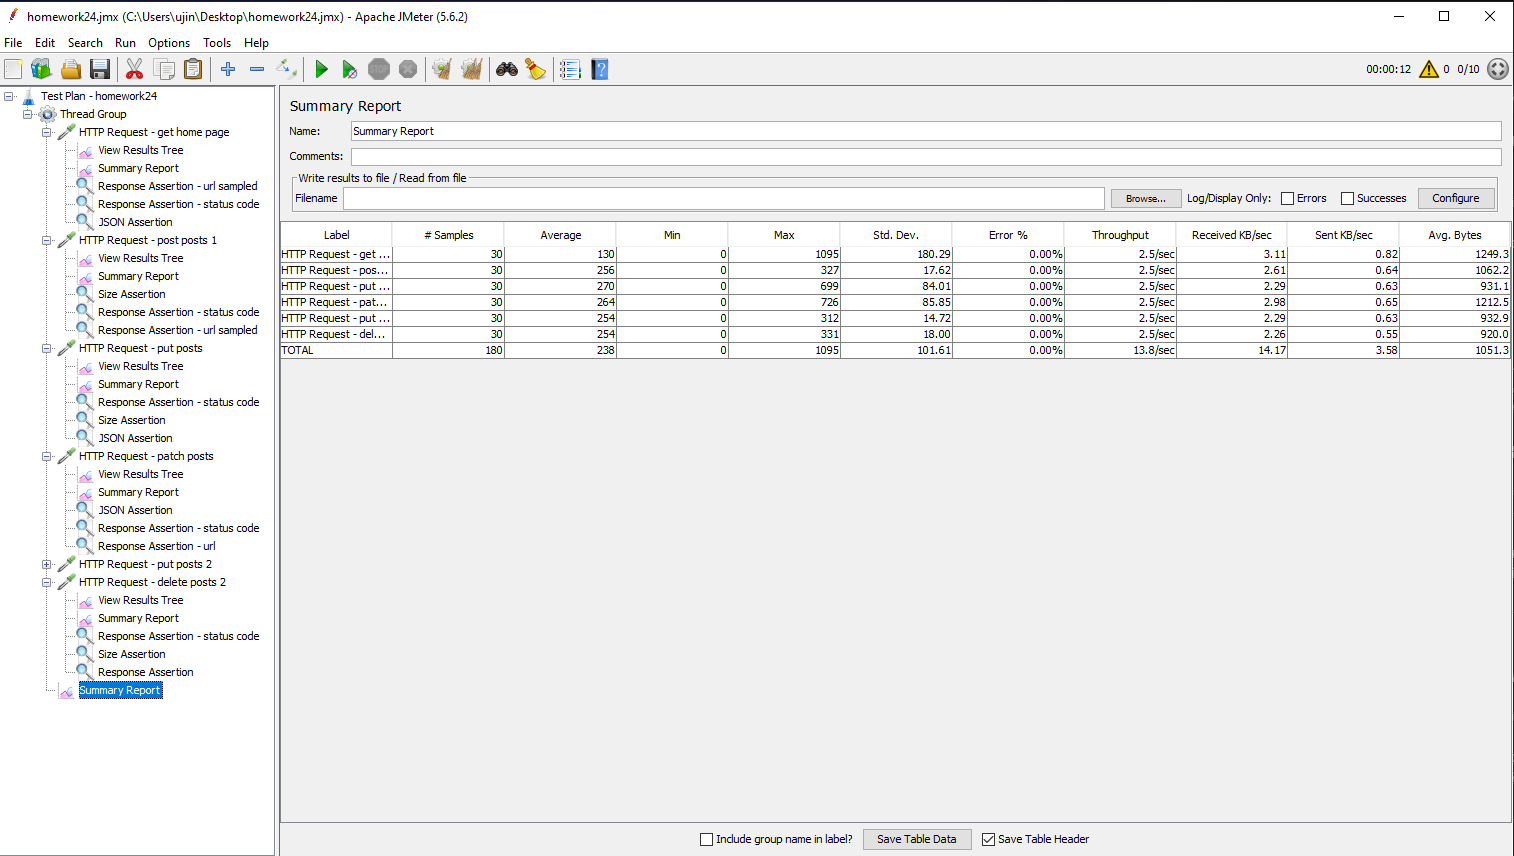 homework24.jmx (C:\Users\ujin\Desktop\homework24.jmx) - Apache JMeter (5.6.2)
File Edit Search Run Options Tools Help
STOP 00:00:12 0 0/10
Test Plan - homework24
Thread Group
HTTP Request - get home page
View Results Tree
Summary Report
Response Assertion - url sampled
Response Assertion - status code
JSON Assertion
HTTP Request - post posts 1
View Results Tree
Summary Report
Size Assertion
Response Assertion - status code
Response Assertion - url sampled
HTTP Request - put posts
View Results Tree
Summary Report
Response Assertion - status code
Size Assertion
JSON Assertion
HTTP Request - patch posts
View Results Tree
Summary Report
JSON Assertion
Response Assertion - status code
Response Assertion - url
HTTP Request - put posts 2
HTTP Request - delete posts 2
View Results Tree
Summary Report
Response Assertion - status code
Size Assertion
Response Assertion
Summary Report
Summary Report
Name: Summary Report
Comments:
Write results to file / Read from file
Filename Browse... Log/Display Only: Errors Successes Configure
Label # Samples Average Min Max Std. Dev. Error % Throughput Received KB/sec Sent KB/sec Avg. Bytes
HTTP Request - get ... 30 130 0 1095 180.29 0.00% 2.5/sec 3.11 0.82 1249.3
HTTP Request - pos... 30 256 0 327 17.62 0.00% 2.5/sec 2.61 0.64 1062.2
HTTP Request - put ... 30 270 0 699 84.01 0.00% 2.5/sec 2.29 0.63 931.1
HTTP Request - pat... 30 264 0 726 85.85 0.00% 2.5/sec 2.98 0.65 1212.5
HTTP Request - put ... 30 254 0 312 14.72 0.00% 2.5/sec 2.29 0.63 932.9
HTTP Request - del... 30 254 0 331 18.00 0.00% 2.5/sec 2.26 0.55 920.0
TOTAL 180 238 0 1095 101.61 0.00% 13.8/sec 14.17 3.58 1051.3
Include group name in label? Save Table Data Save Table Header